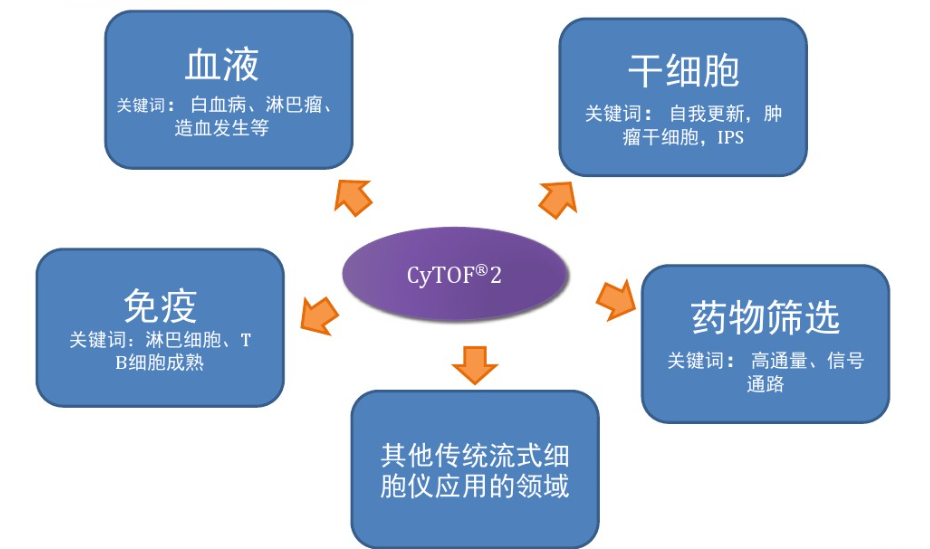 血液
关键词： 白血病、淋巴瘤、
造血发生等
干细胞
关键词： 自我更新，肿
瘤干细胞，IPS
CyTOF®2
免疫
关键词：淋巴细胞、T
B细胞成熟
药物筛选
关键词： 高通量、信号
通路
其他传统流式细
胞仪应用的领域